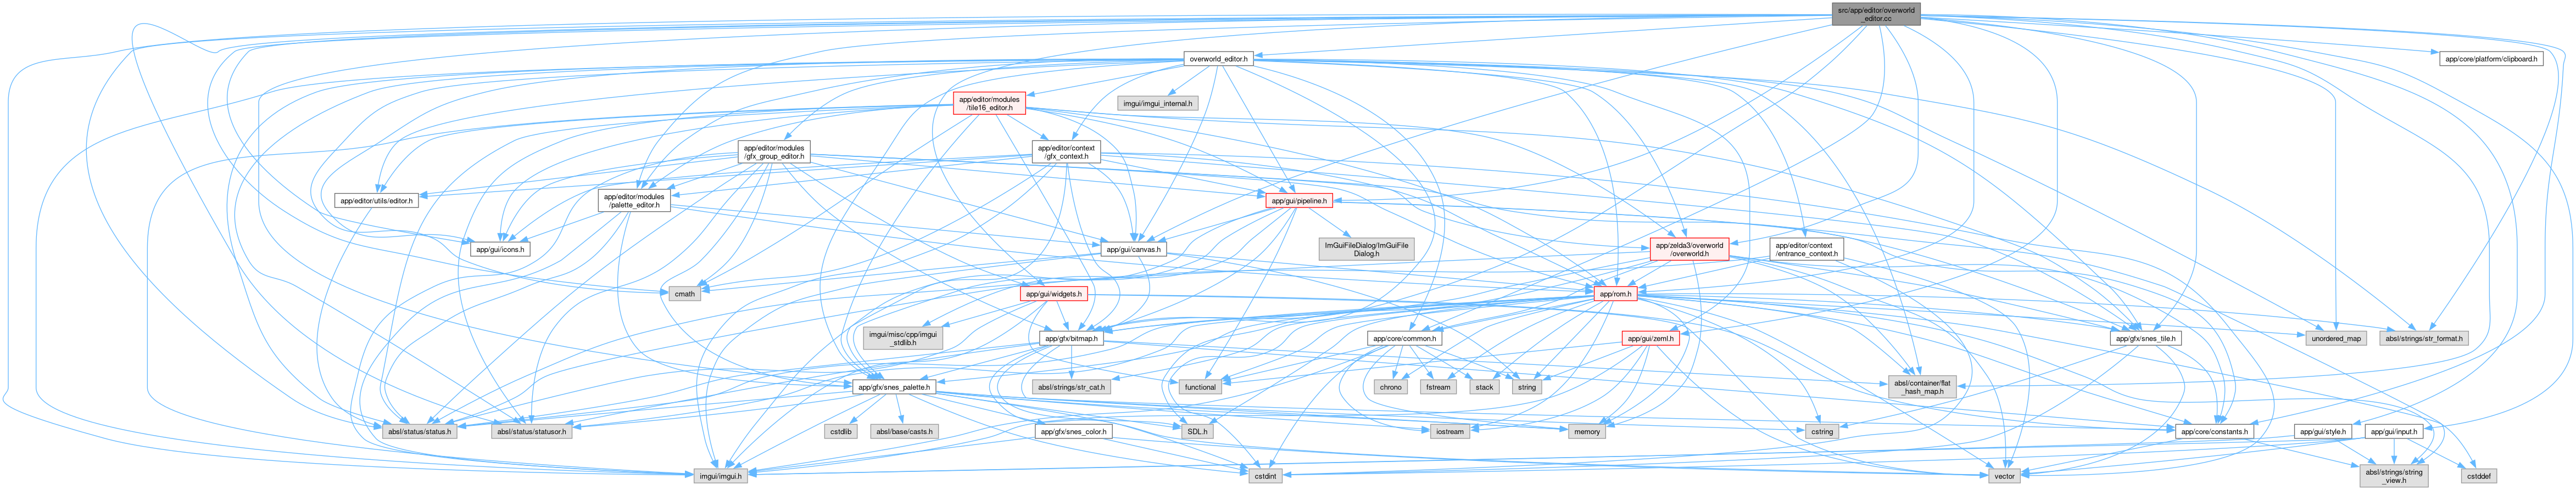 src/app/editor/overworld
_editor.cc
overworld_editor.h
app/core/platform/clipboard.h
app/editor/modules
/tile16_editor.h
imgui/imgui_internal.h
app/editor/modules
/gfx_group_editor.h
app/editor/context
/gfx_context.h
app/editor/utils/editor.h
app/editor/modules
/palette_editor.h
app/gui/pipeline.h
app/gui/icons.h
app/gui/canvas.h
ImGuiFileDialog/ImGuiFile
Dialog.h
app/zelda3/overworld
/overworld.h
app/editor/context
/entrance_context.h
cmath
app/gui/widgets.h
app/rom.h
imgui/misc/cpp/imgui
_stdlib.h
app/gfx/bitmap.h
app/core/common.h
app/gui/zeml.h
app/gfx/snes_tile.h
unordered_map
absl/strings/str_format.h
app/gfx/snes_palette.h
absl/strings/str_cat.h
functional
chrono
fstream
stack
string
absl/container/flat
_hash_map.h
absl/status/status.h
absl/status/statusor.h
cstdlib
absl/base/casts.h
app/gfx/snes_color.h
SDL.h
iostream
memory
cstring
app/core/constants.h
app/gui/style.h
app/gui/input.h
imgui/imgui.h
cstdint
vector
absl/strings/string
_view.h
cstddef